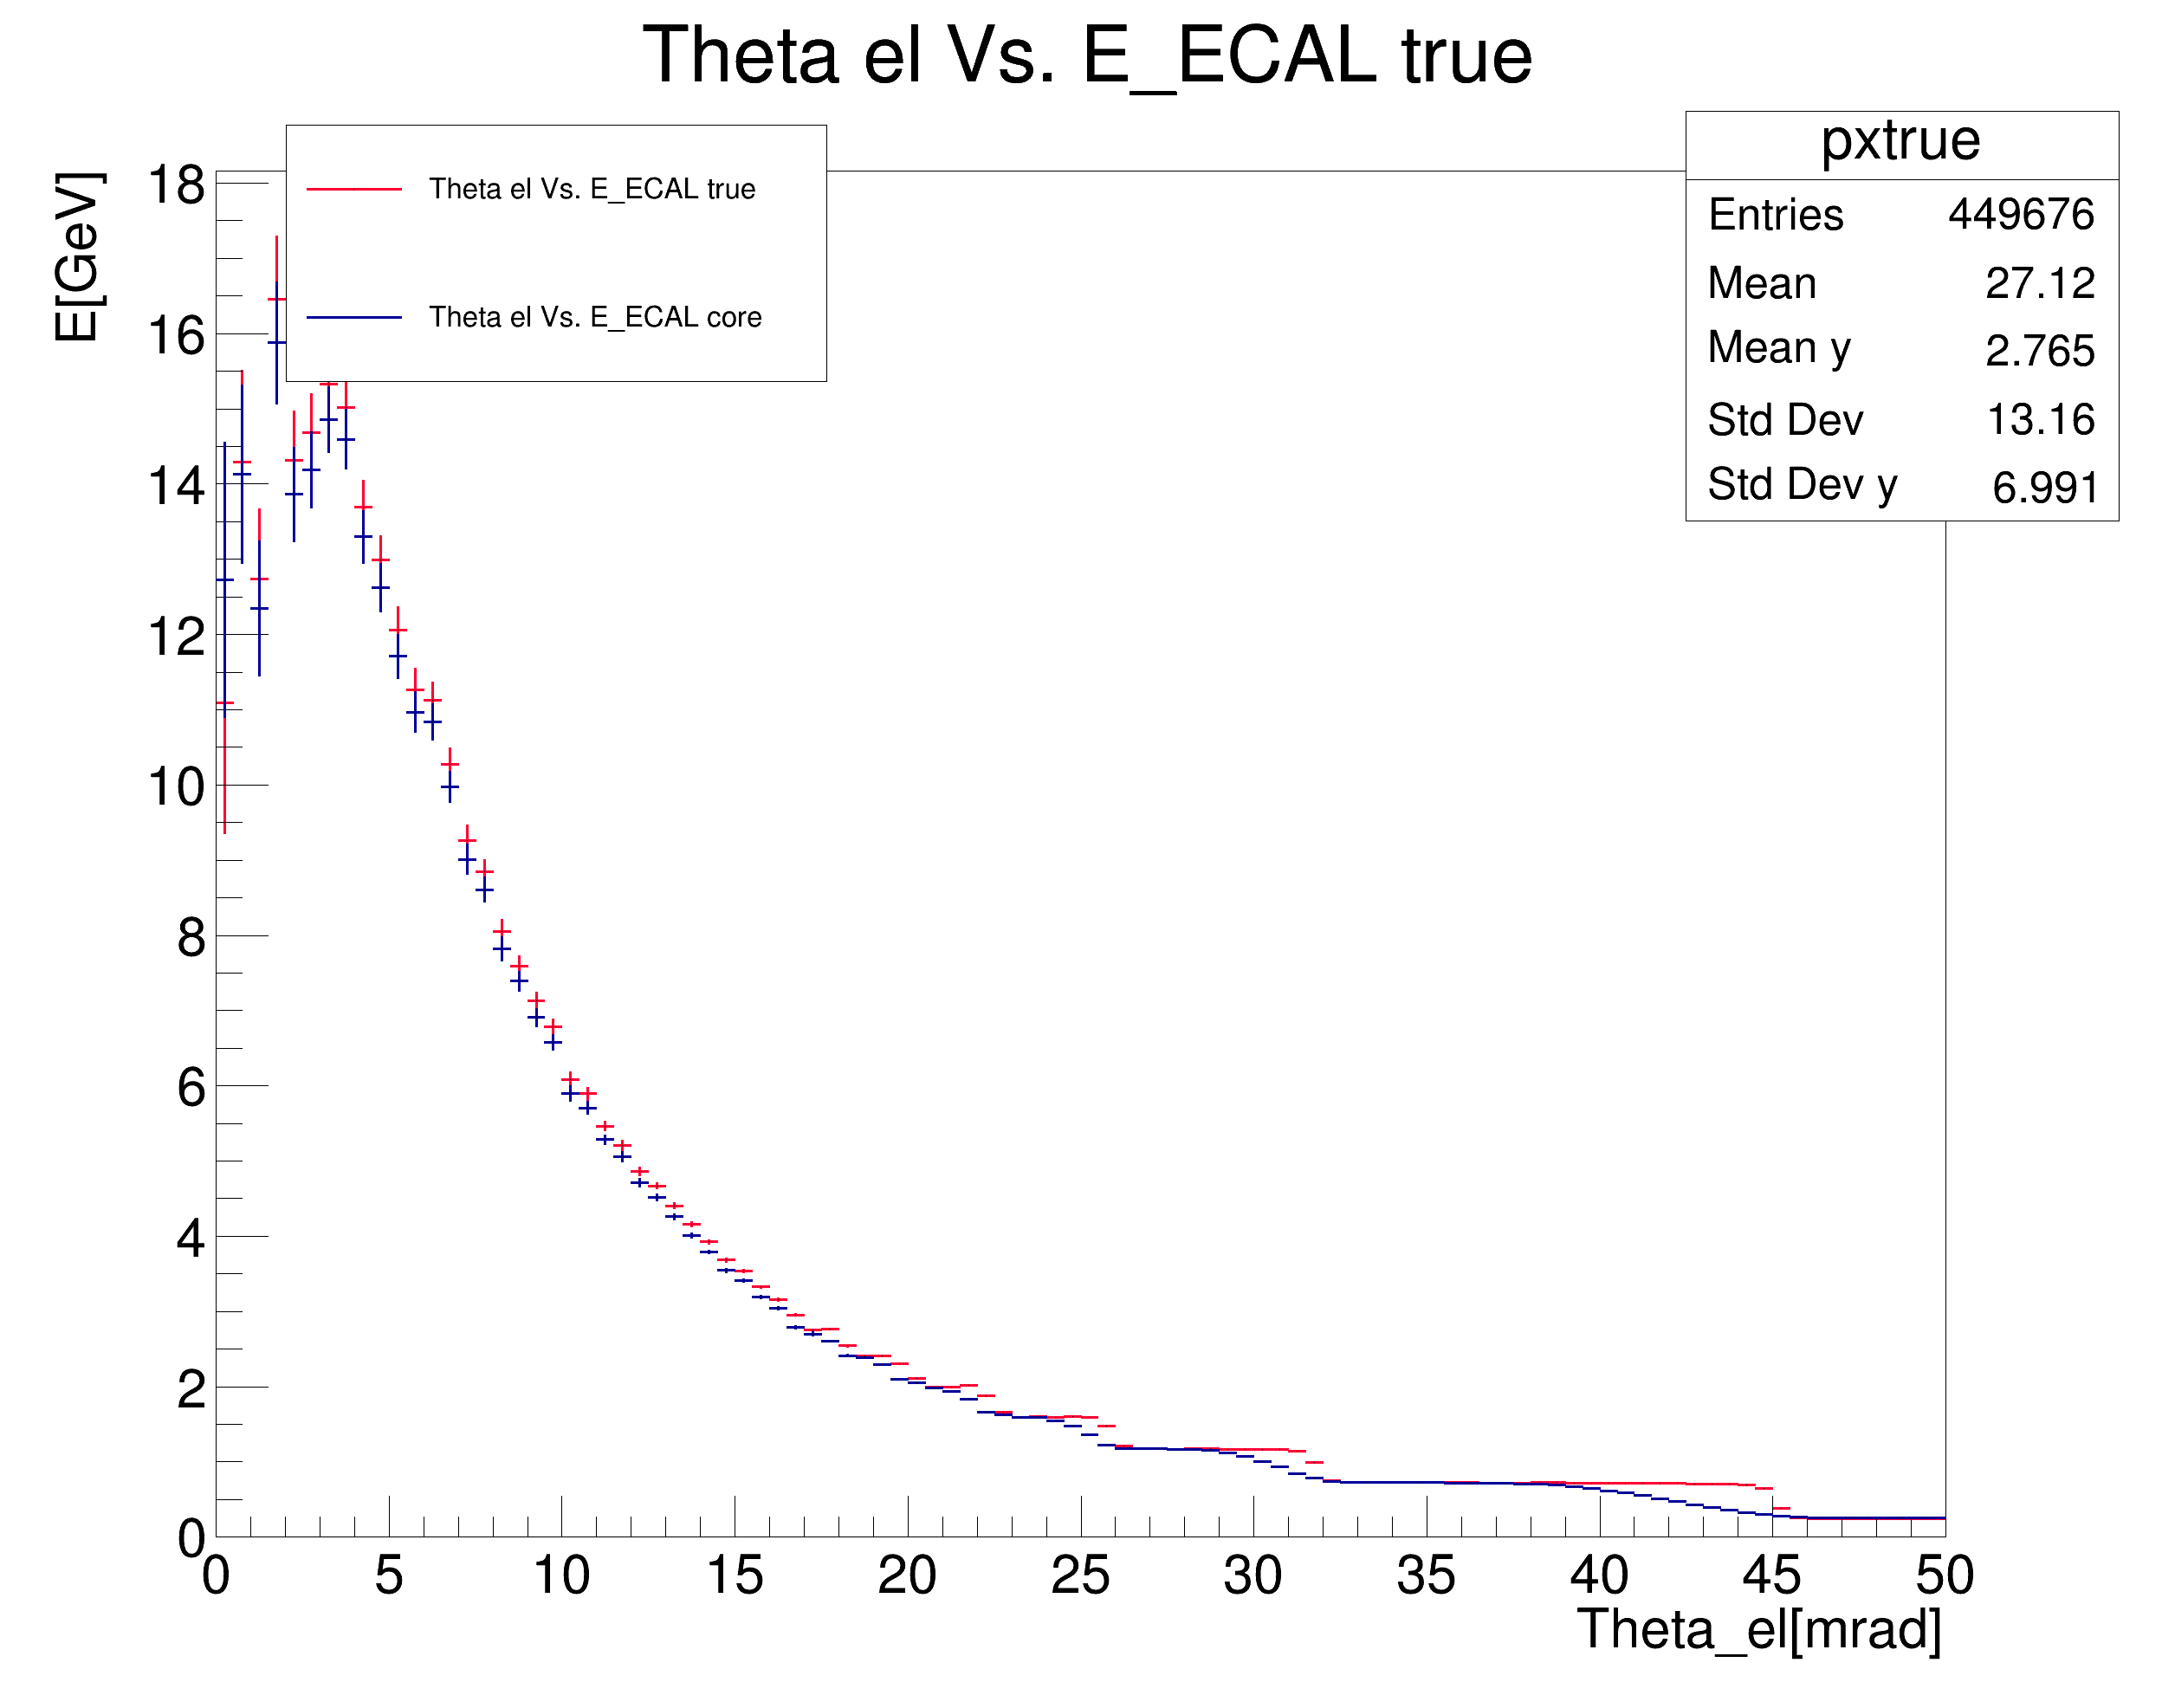 Theta el Vs. E_ECAL true
E[GeV]
Theta el Vs. E_ECAL true
Theta el Vs. E_ECAL core
pxtrue
Entries 449676
Mean 27.12
Mean y 2.765
Std Dev 13.16
Std Dev y 6.991
18
16
14
12
10
8
6
4
2
0
0 5 10 15 20 25 30 35 40 45 50
Theta_el[mrad]